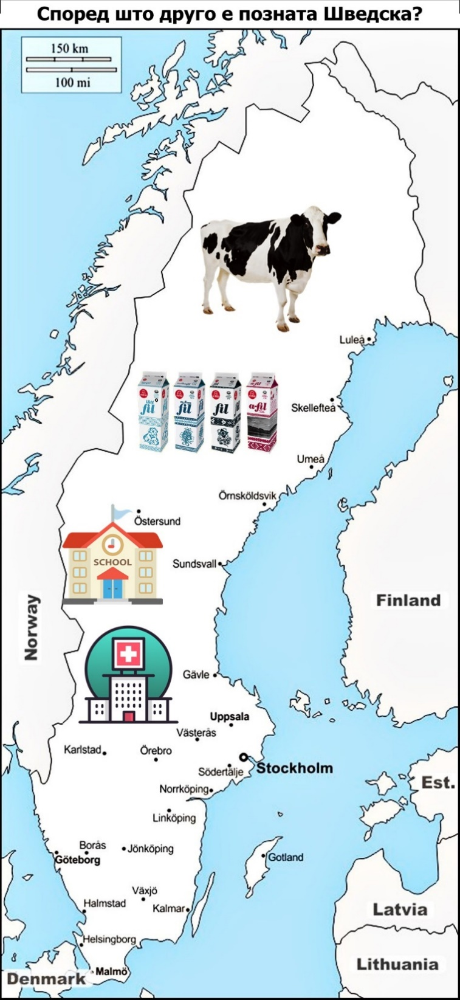 Според што друго е позната Шведска?
150 km
100 mi
Luleå
lätt
fil
mellan
fil
fil
a-fil
Skellefteå
Umeå
Örnsköldsvik
Östersund
SCHOOL
Sundsvall
Norway
Finland
Gävle
Uppsala
Västerås
Karlstad
Örebro
Stockholm
Södertälje
Est.
Norrköping
Linköping
Borås
Jönköping
Göteborg
Gotland
Växjö
Halmstad
Kalmar
Latvia
Helsingborg
Lithuania
Malmö
Denmark